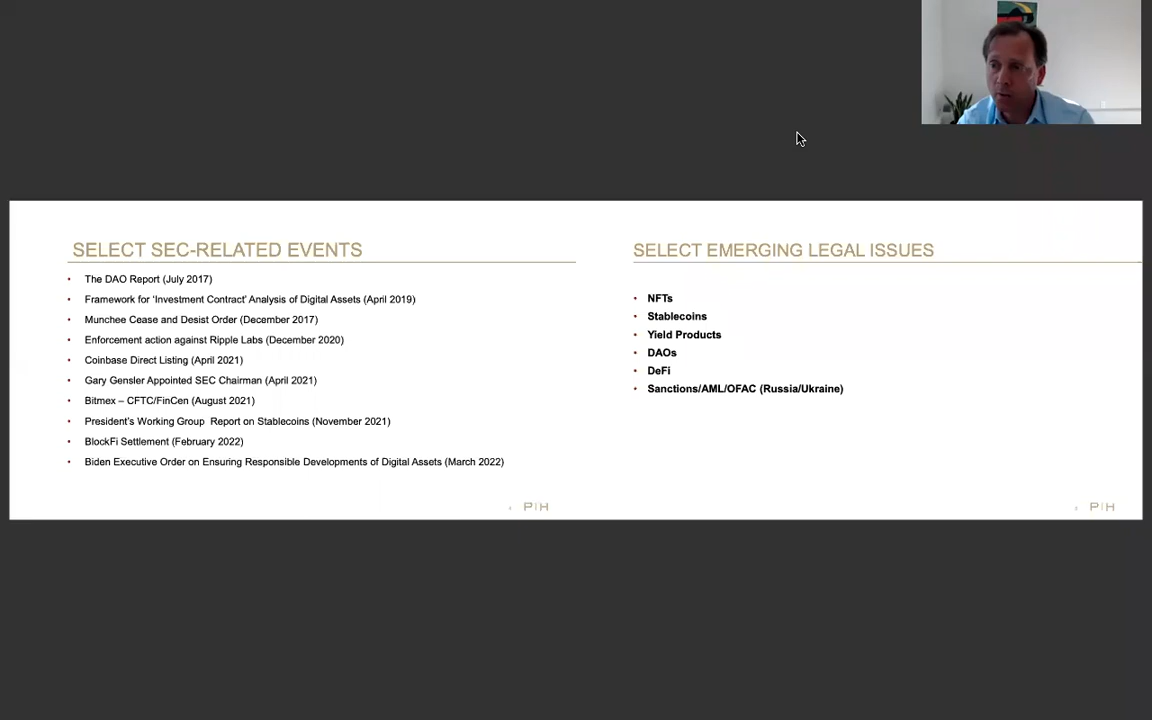 SELECT SEC-RELATED EVENTS
• The DAO Report (July 2017)
• Framework for 'Investment Contract' Analysis of Digital Assets (April 2019)
• Munchee Cease and Desist Order (December 2017)
• Enforcement action against Ripple Labs (December 2020)
• Coinbase Direct Listing (April 2021)
• Gary Gensler Appointed SEC Chairman (April 2021)
• Bitmex – CFTC/FinCen (August 2021)
• President's Working Group  Report on Stablecoins (November 2021)
• BlockFi Settlement (February 2022)
• Biden Executive Order on Ensuring Responsible Developments of Digital Assets (March 2022)
P|H
SELECT EMERGING LEGAL ISSUES
• NFTs
• Stablecoins
• Yield Products
• DAOs
• DeFi
• Sanctions/AML/OFAC (Russia/Ukraine)
P|H